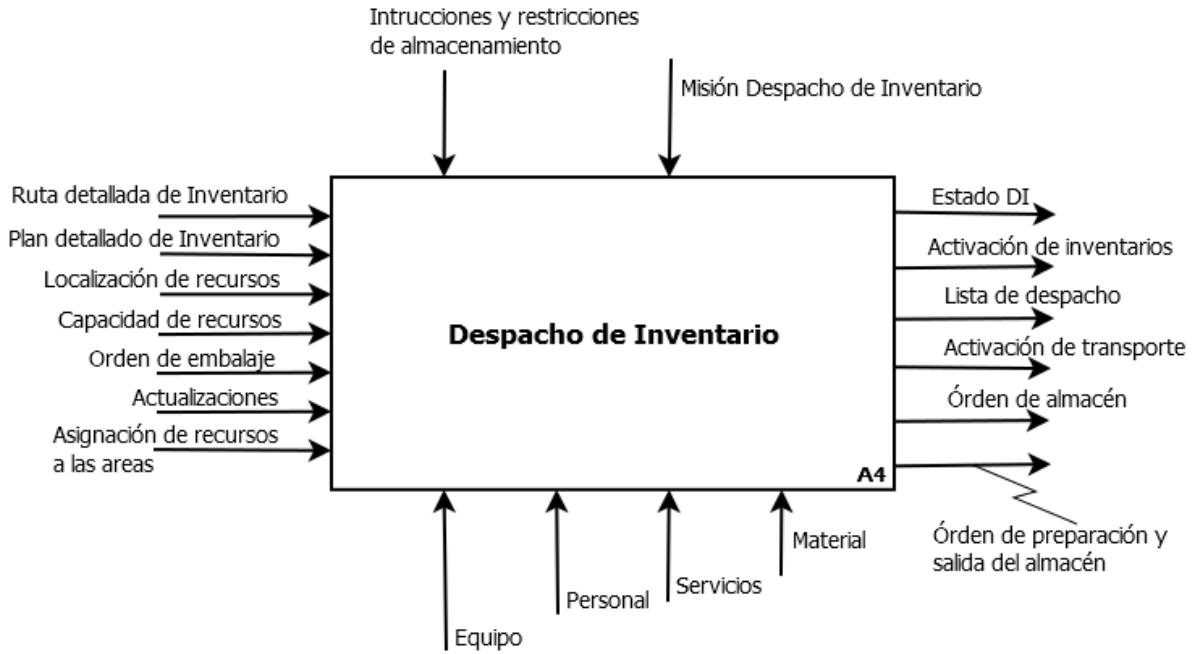 Intrucciones y restricciones
de almacenamiento
Misión Despacho de Inventario
Ruta detallada de Inventario
Plan detallado de Inventario
Localización de recursos
Capacidad de recursos
Orden de embalaje
Actualizaciones
Asignación de recursos
a las areas
Despacho de Inventario
A4
Estado DI
Activación de inventarios
Lista de despacho
Activación de transporte
Órden de almacén
Órden de preparación y
salida del almacén
Equipo
Personal
Servicios
Material